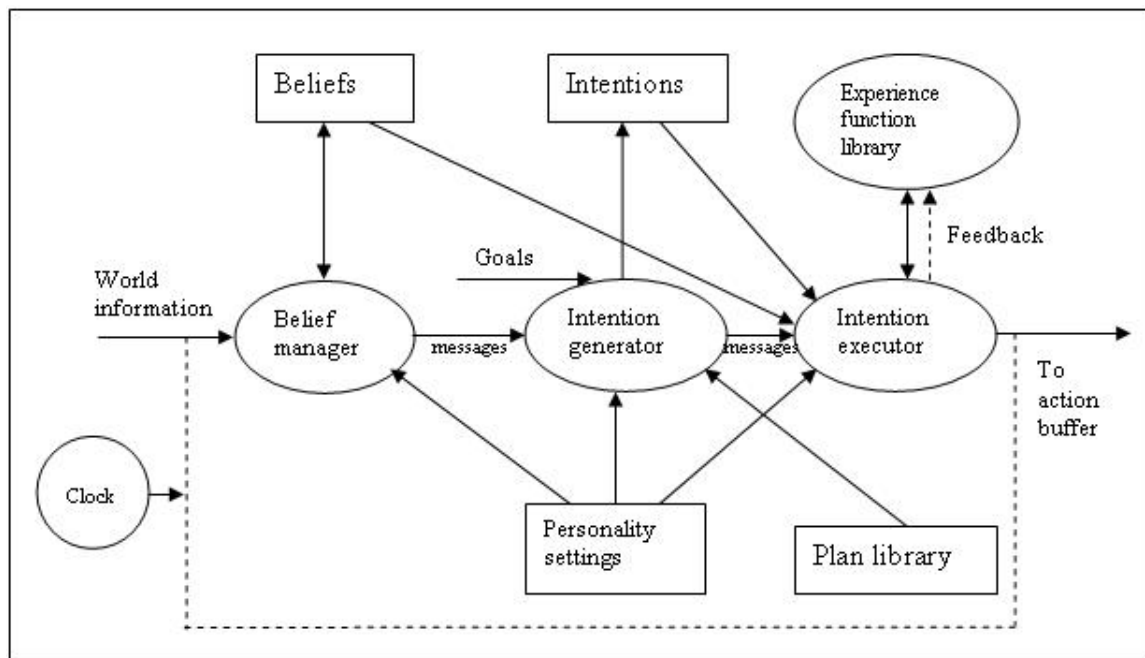 Beliefs
Intentions
Experience
function
library
Feedback
Goals
World
information
Belief
manager
messages
Intention
generator
messages
Intention
executor
To
action
buffer
Clock
Personality
settings
Plan library